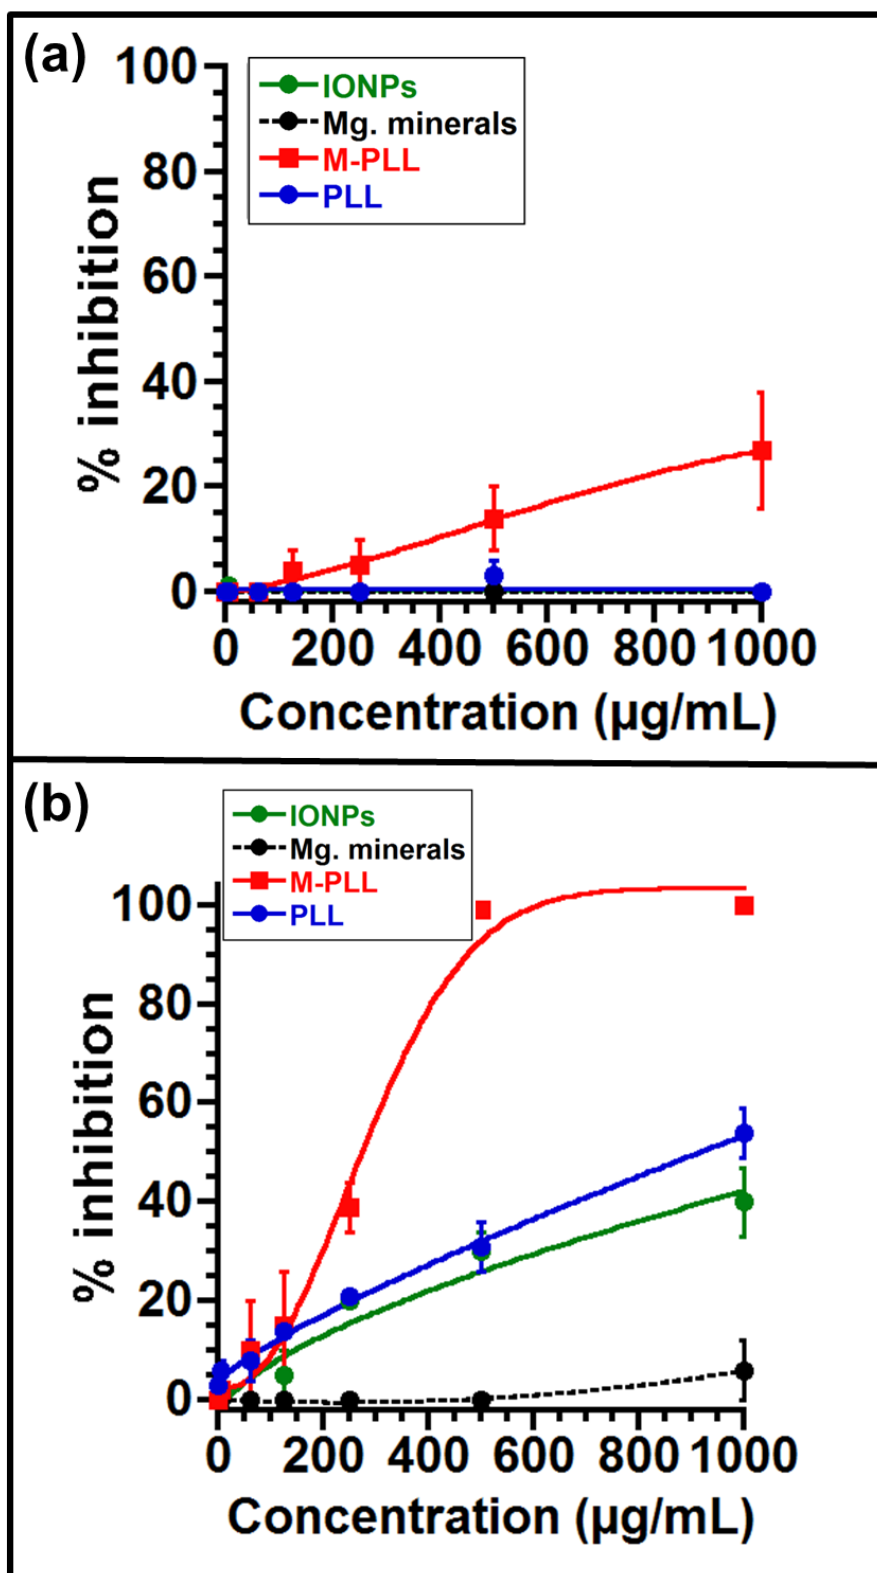 (a)
IONPs
Mg. minerals
M-PLL
PLL
% inhibition
100
80
60
40
20
0
0 200 400 600 800 1000
Concentration (µg/mL)
(b)
IONPs
Mg. minerals
M-PLL
PLL
% inhibition
100
80
60
40
20
0
0 200 400 600 800 1000
Concentration (µg/mL)